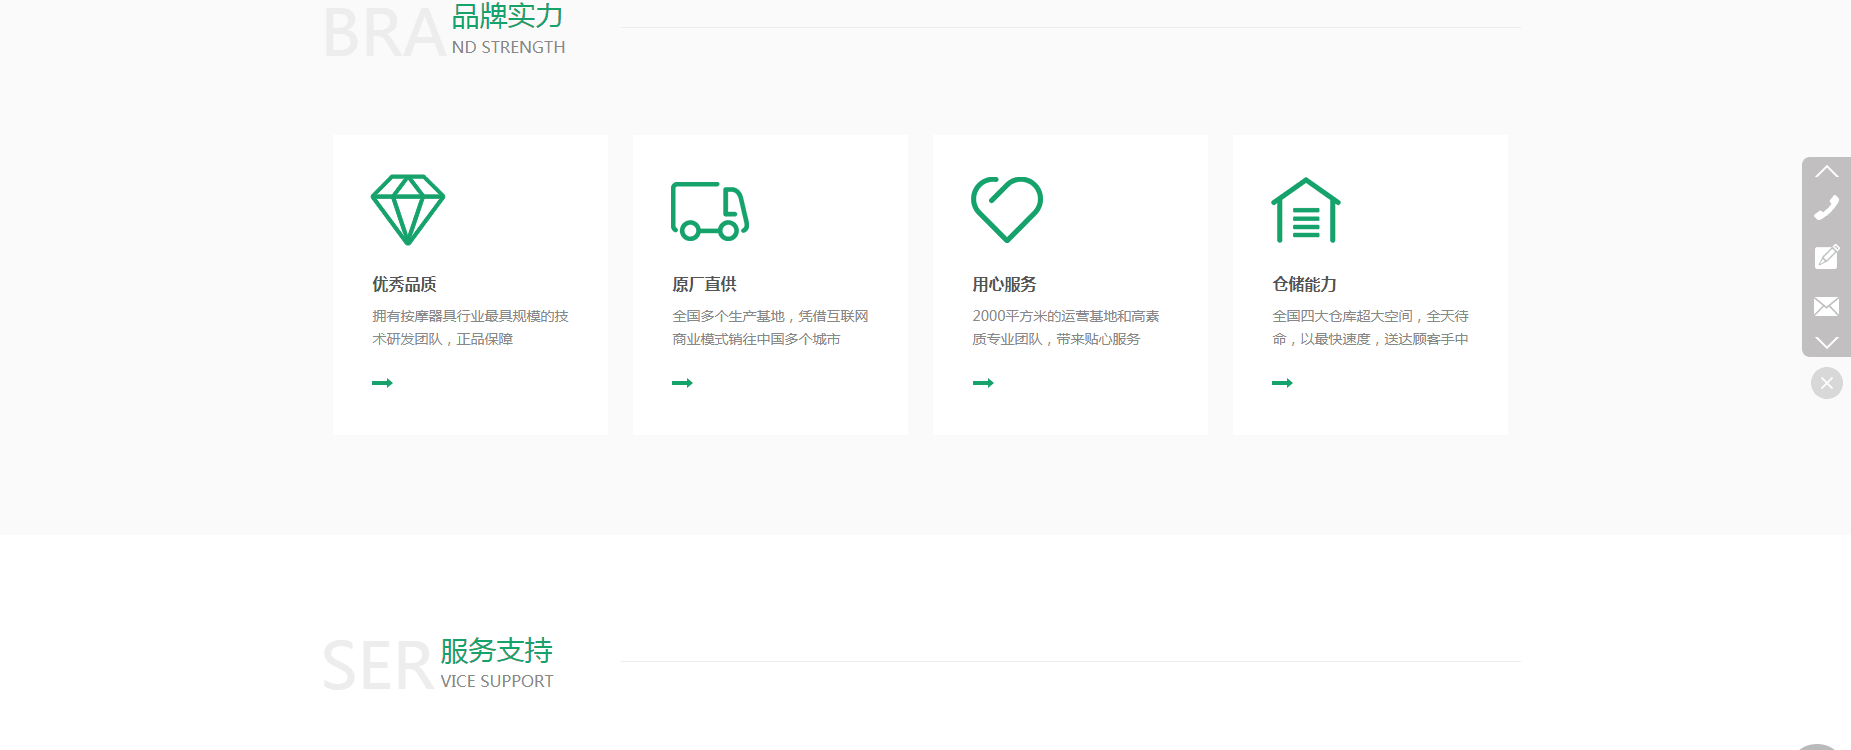 BRA
品牌实力
ND STRENGTH
优秀品质
拥有按摩器具行业最具规模的技
术研发团队，正品保障
原厂直供
全国多个生产基地，凭借互联网
商业模式销往中国多个城市
用心服务
2000平方米的运营基地和高素
质专业团队，带来贴心服务
仓储能力
全国四大仓库超大空间，全天待
命，以最快速度，送达顾客手中
SER
服务支持
VICE SUPPORT